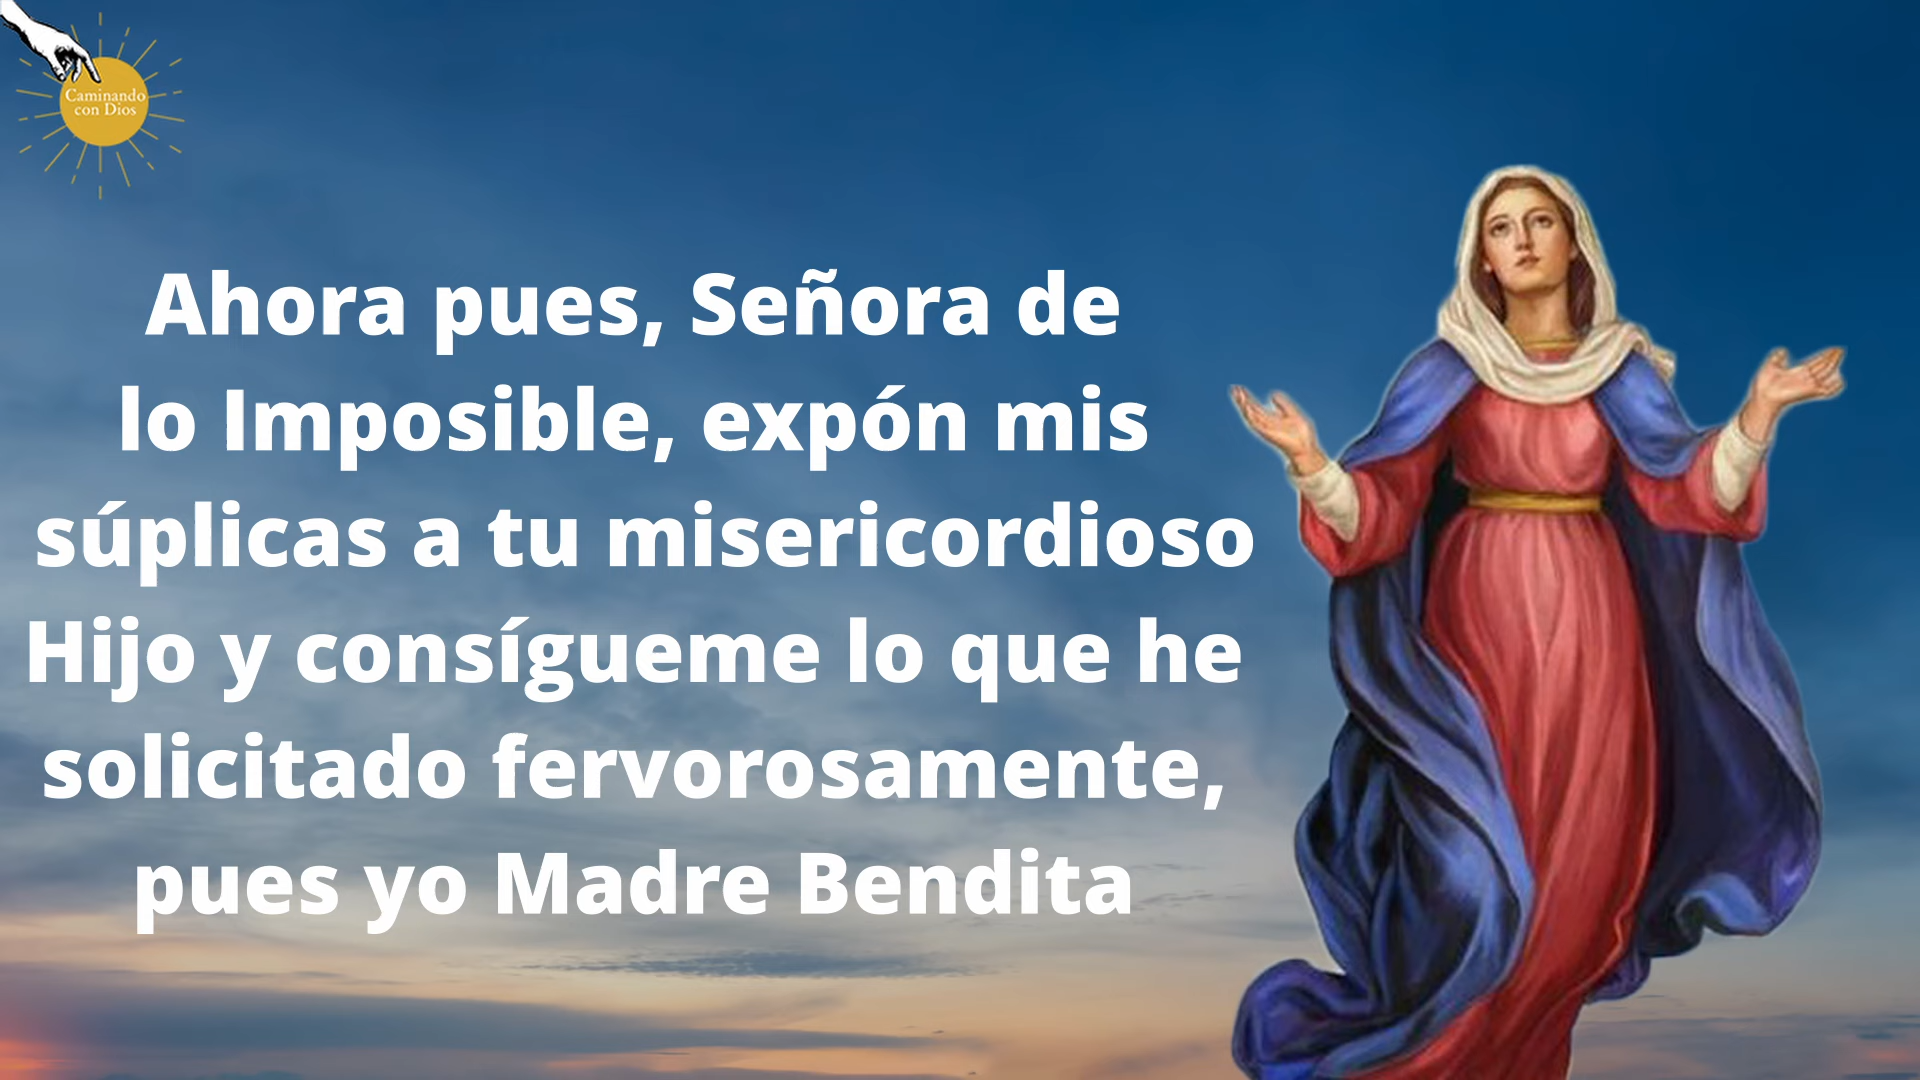 Caminando
con Dios
Ahora pues, Señora de
lo Imposible, expón mis
súplicas a tu misericordioso
Hijo y consígueme lo que he
solicitado fervorosamente,
pues yo Madre Bendita